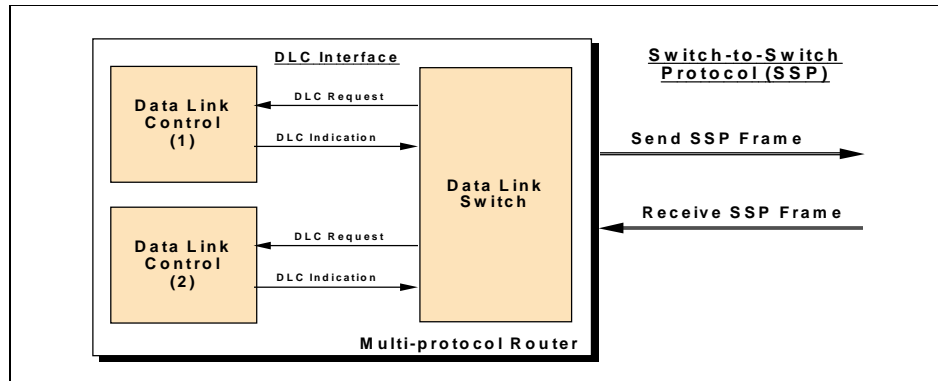 DLC Interface
Switch-to-Switch
Protocol (SSP)
Data Link
Control
(1)
DLC Request
DLC Indication
Data Link
Switch
Send SSP Frame
Receive SSP Frame
Data Link
Control
(2)
DLC Request
DLC Indication
Multi-protocol Router